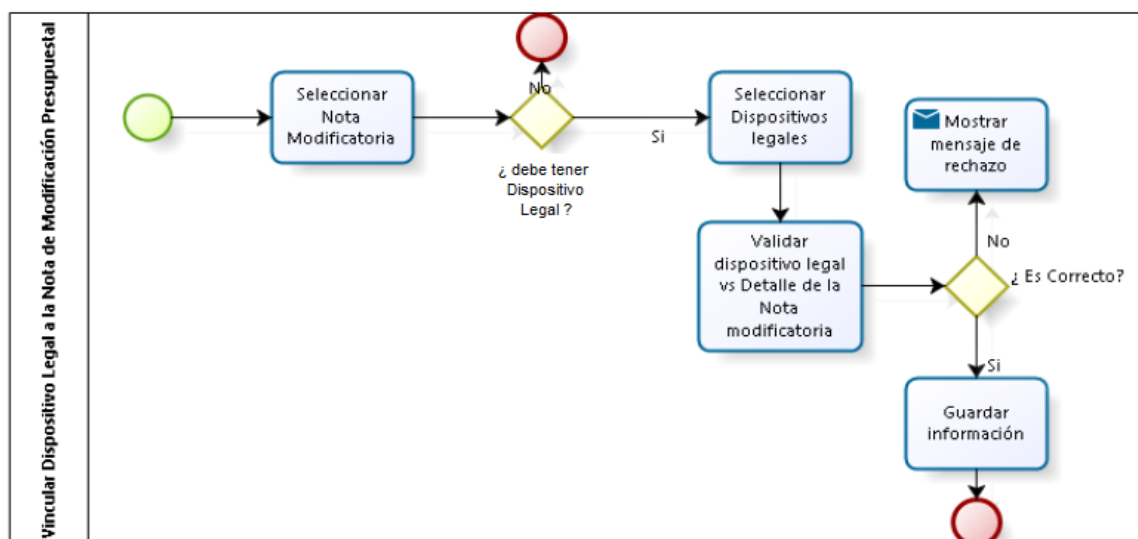 Vincular Dispositivo Legal a la Nota de Modificación Presupuestal
Seleccionar
Nota
Modificatoria
No
¿ debe tener
Dispositivo
Legal ?
Si
Seleccionar
Dispositivos
legales
Validar
dispositivo legal
vs Detalle de la
Nota
modificatoria
Mostrar
mensaje de
rechazo
No
¿ Es Correcto?
Si
Guardar
información